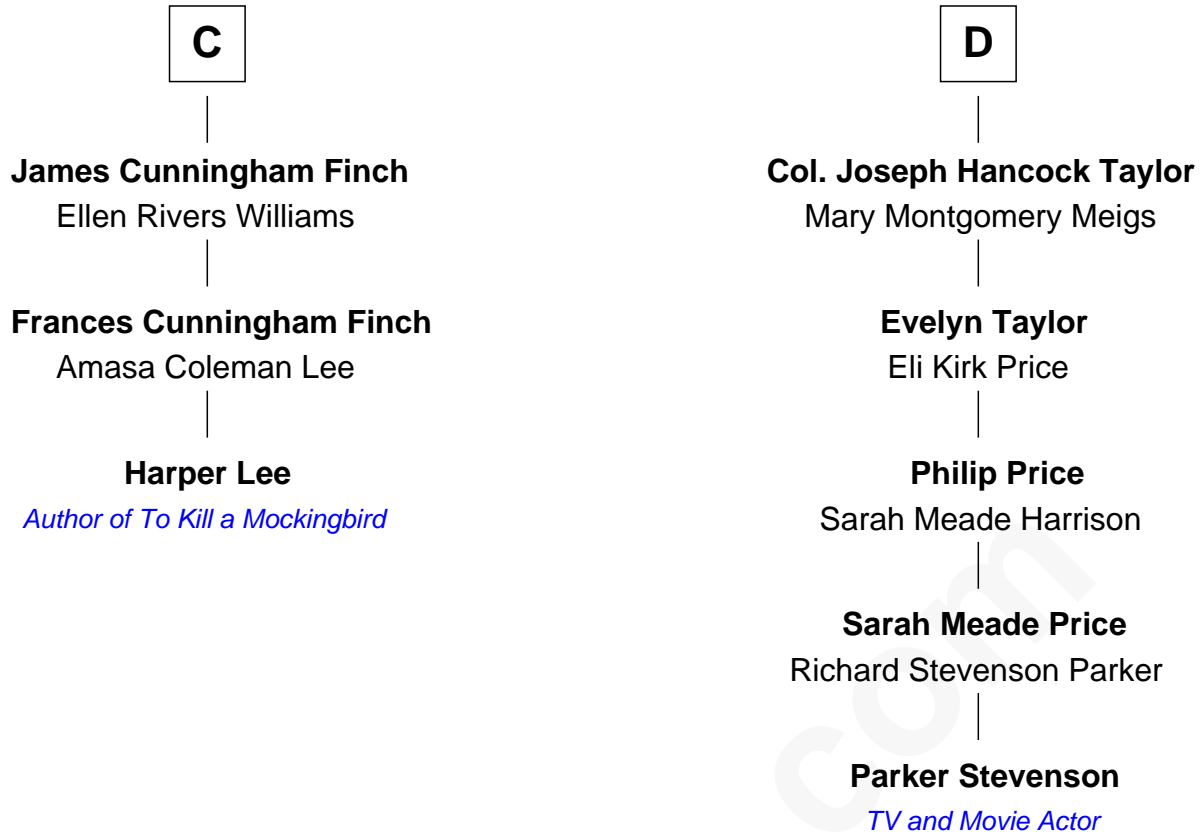 C
James Cunningham Finch
Ellen Rivers Williams
Frances Cunningham Finch
Amasa Coleman Lee
Harper Lee
Author of To Kill a Mockingbird
D
Col. Joseph Hancock Taylor
Mary Montgomery Meigs
Evelyn Taylor
Eli Kirk Price
Philip Price
Sarah Meade Harrison
Sarah Meade Price
Richard Stevenson Parker
Parker Stevenson
TV and Movie Actor
com